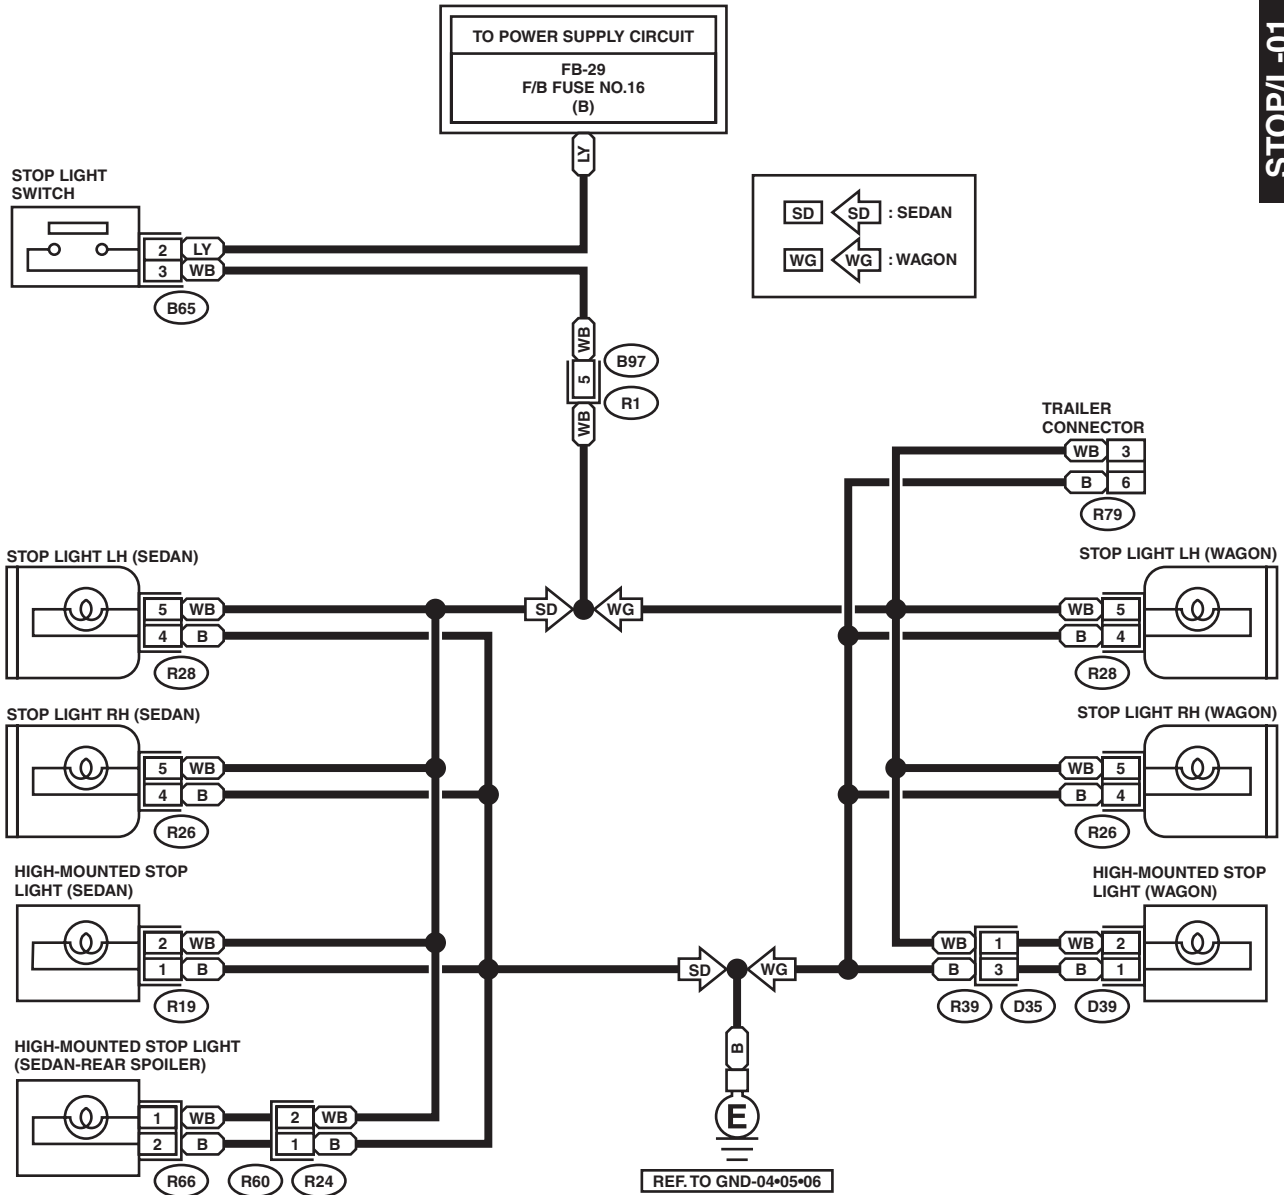 STOP/L-01
TO POWER SUPPLY CIRCUIT
FB-29
F/B FUSE NO.16
(B)
LY
STOP LIGHT
SWITCH
2 LY
3 WB
B65
SD SD : SEDAN
WG WG : WAGON
WB
B97
5
R1
WB
TRAILER
CONNECTOR
WB 3
B 6
R79
STOP LIGHT LH (SEDAN)
5 WB
4 B
R28
SD WG
STOP LIGHT LH (WAGON)
WB 5
B 4
R28
STOP LIGHT RH (SEDAN)
5 WB
4 B
R26
STOP LIGHT RH (WAGON)
WB 5
B 4
R26
HIGH-MOUNTED STOP
LIGHT (SEDAN)
2 WB
1 B
R19
SD WG
HIGH-MOUNTED STOP
LIGHT (WAGON)
WB 1 WB 2
B 3 B 1
R39 D35 D39
HIGH-MOUNTED STOP LIGHT
(SEDAN-REAR SPOILER)
1 WB 2 WB
2 B 1 B
R66 R60 R24
B
E
REF. TO GND-04•05•06